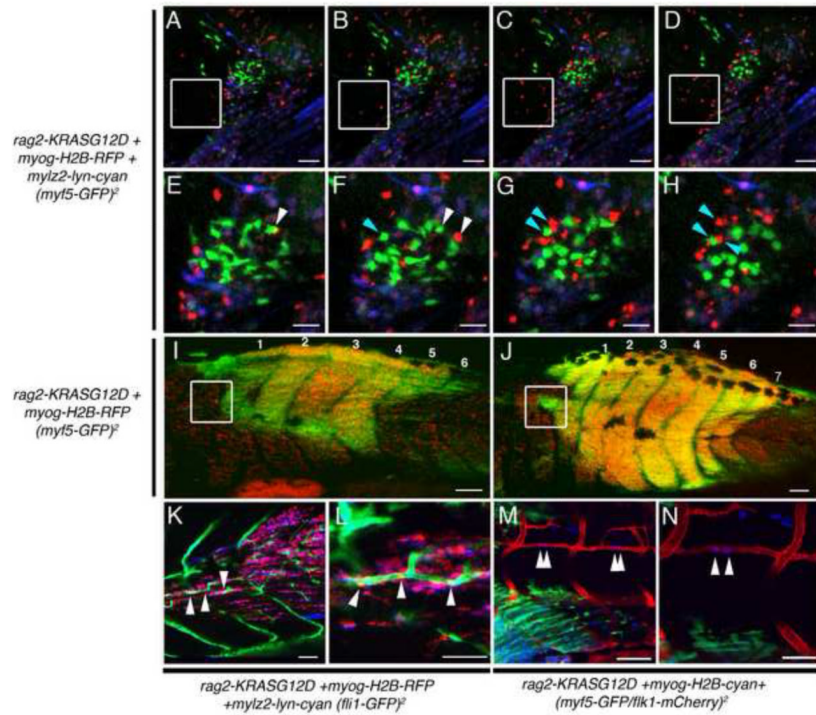 A B C D
rag2-KRASG12D +
myog-H2B-RFP +
mylz2-lyn-cyan
(myf5-GFP)²
E F G H
I 1 2 3 4 5 6
J 1 2 3 4 5 6 7
rag2-KRASG12D +
myog-H2B-RFP
(myf5-GFP)²
K L M N
rag2-KRASG12D +myog-H2B-RFP
+mylz2-lyn-cyan (fli1-GFP)²
rag2-KRASG12D +myog-H2B-cyan+
(myf5-GFP/flk1-mCherry)²